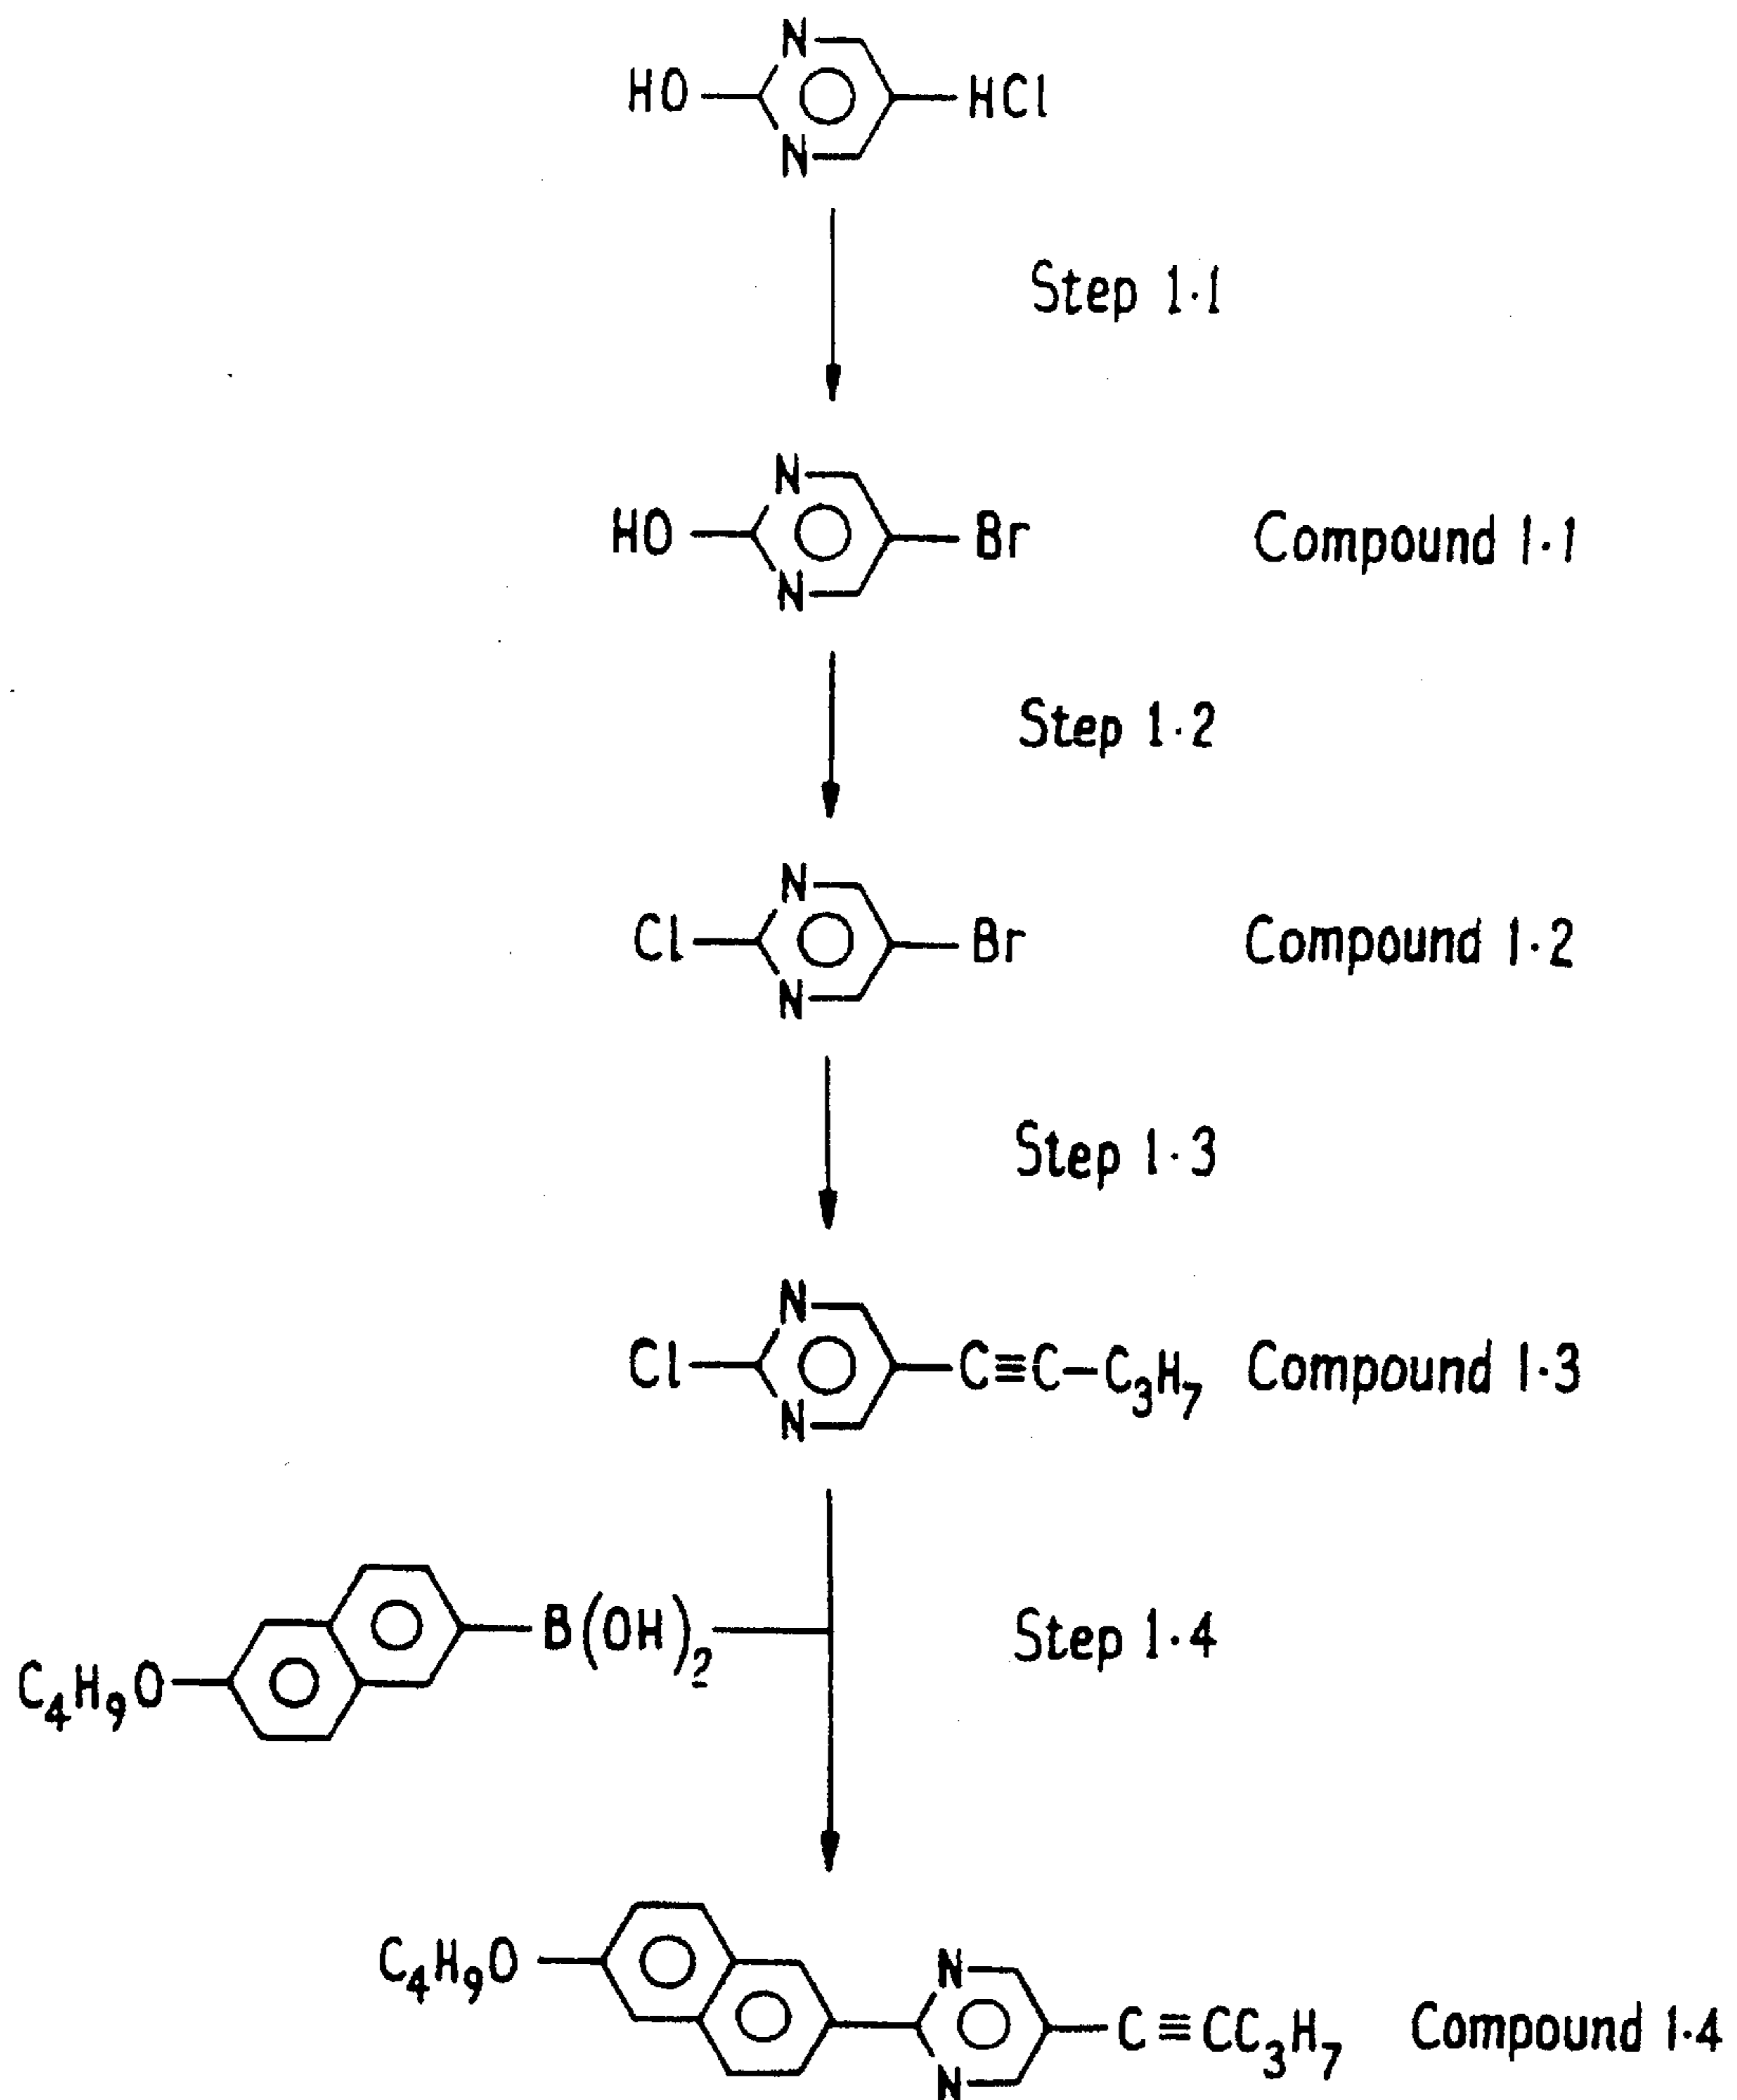 N
HO HCl
N
Step 1·1
N
HO Br Compound 1·1
N
Step 1·2
N
Cl Br Compound 1·2
N
Step 1·3
N
Cl C≡C–C₃H₇ Compound 1·3
N
B(OH)₂ Step 1·4
C₄H₉O
C₄H₉O N
C≡CC₃H₇ Compound 1·4
N